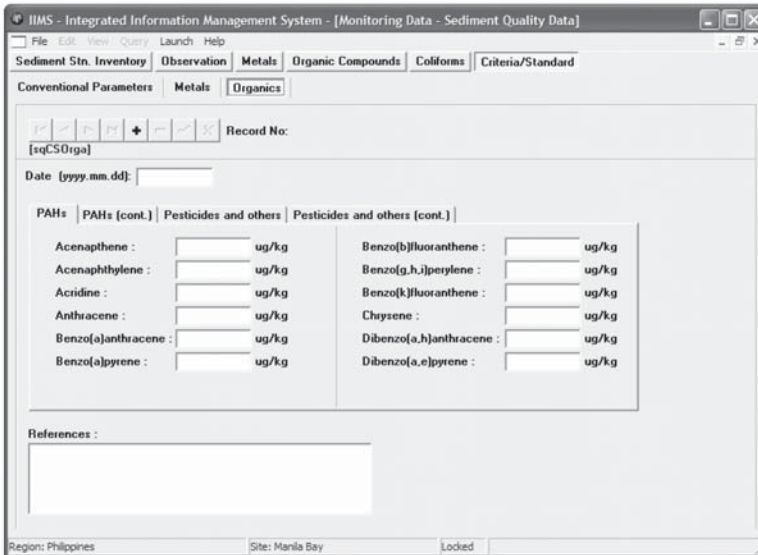 IIMS - Integrated Information Management System - [Monitoring Data - Sediment Quality Data]
File Edit View Query Launch Help
Sediment Stn. Inventory Observation Metals Organic Compounds Coliforms Criteria/Standard
Conventional Parameters Metals Organics
Record No:
[sqCSOrga]
Date (yyyy.mm.dd):
PAHs PAHs (cont.) Pesticides and others Pesticides and others (cont.)
Acenapthene : ug/kg Benzo(b)fluoranthene : ug/kg
Acenaphthylene : ug/kg Benzo(g,h,i)perylene : ug/kg
Acridine : ug/kg Benzo(k)fluoranthene : ug/kg
Anthracene : ug/kg Chrysene : ug/kg
Benzo(a)anthracene : ug/kg Dibenzo(a,h)anthracene : ug/kg
Benzo(a)pyrene : ug/kg Dibenzo(a,e)pyrene : ug/kg
References :
Region: Philippines Site: Manila Bay Locked